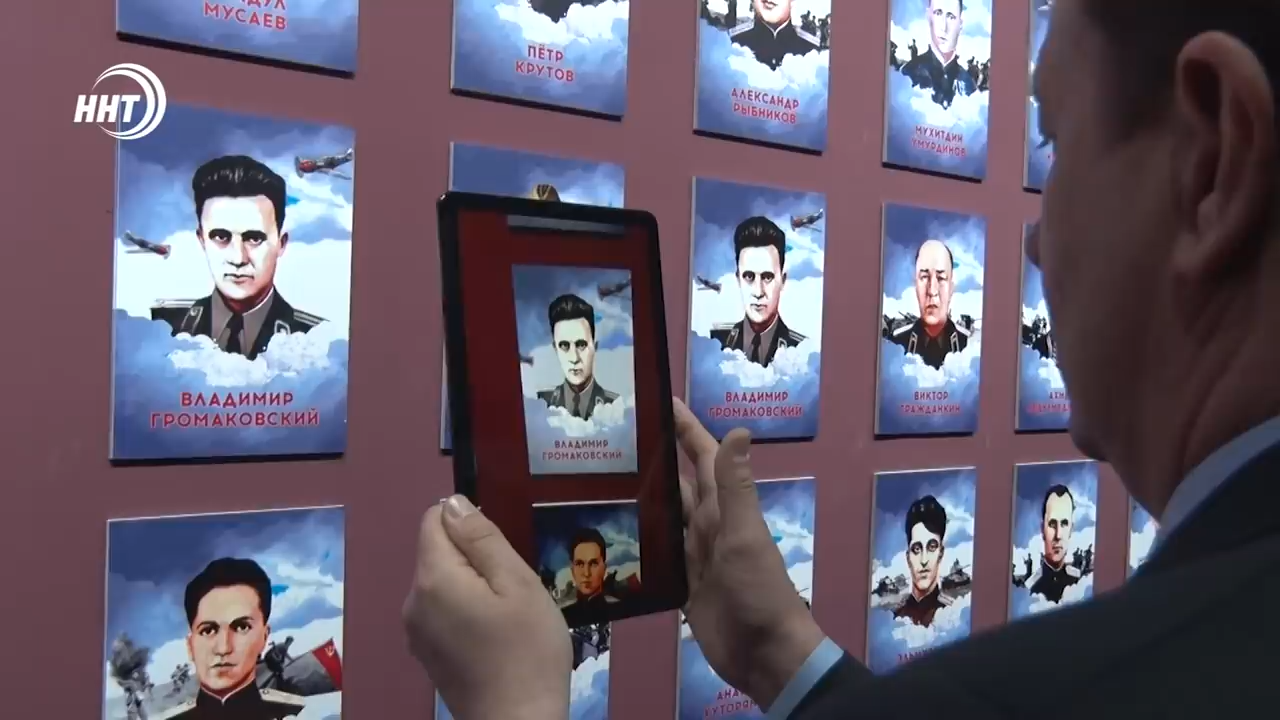 МУСАЕВ
ПЁТР
КРУТОВ
АЛЕКСАНДР
РЫБНИКОВ
МУХИТДИН
УМУРДИНОВ
ННТ
ВЛАДИМИР
ГРОМАКОВСКИЙ
ВЛАДИМИР
ГРОМАКОВСКИЙ
ВЛАДИМИР
ГРОМАКОВСКИЙ
ВИКТОР
ГРАЖДАНКИН